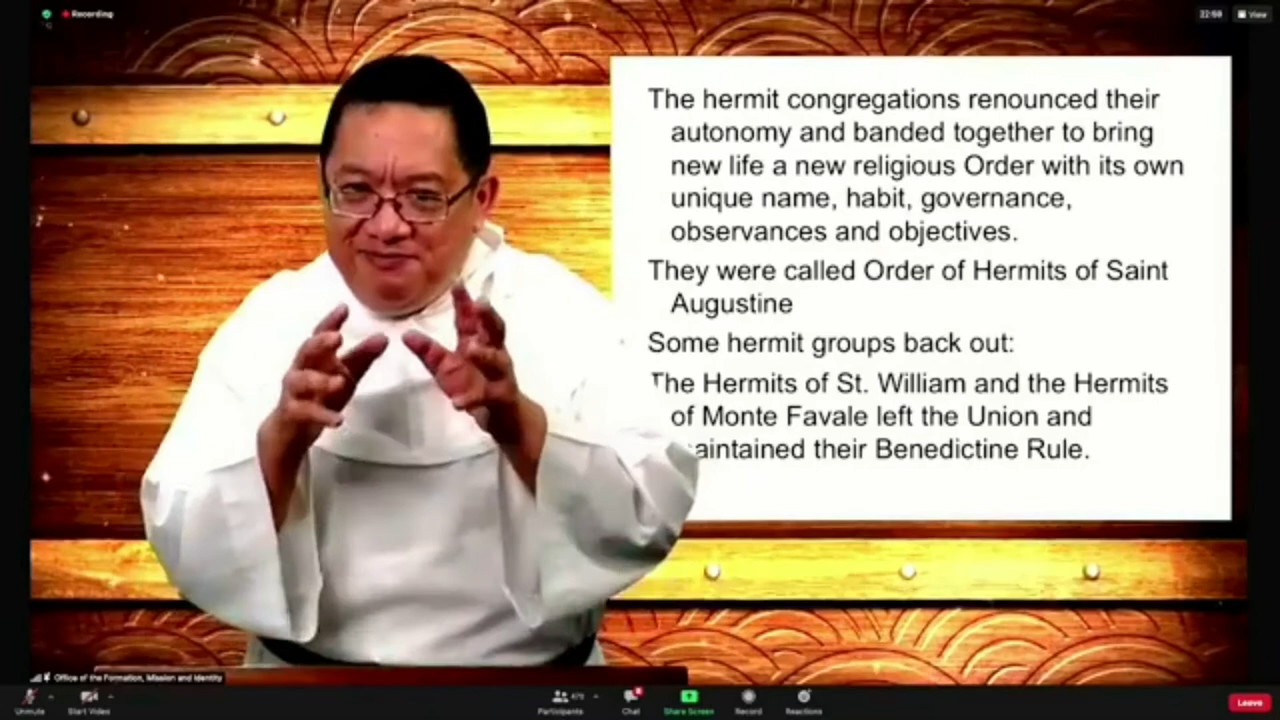 Recording
22:59
View
The hermit congregations renounced their
autonomy and banded together to bring
new life a new religious Order with its own
unique name, habit, governance,
observances and objectives.
They were called Order of Hermits of Saint
Augustine
Some hermit groups back out:
The Hermits of St. William and the Hermits
of Monte Favale left the Union and
aintained their Benedictine Rule.
Office of the Formation, Mission and Identity
Unmute
Start Video
Participants
Chat
Share Screen
Record
Reactions
Leave